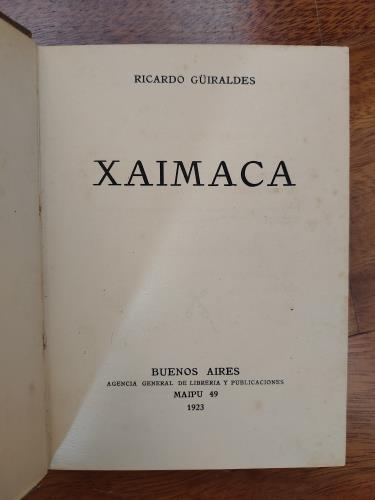 RICARDO GÜIRALDES
XAIMACA
BUENOS AIRES
AGENCIA GENERAL DE LIBRERIA Y PUBLICACIONES
MAIPU 49
1923